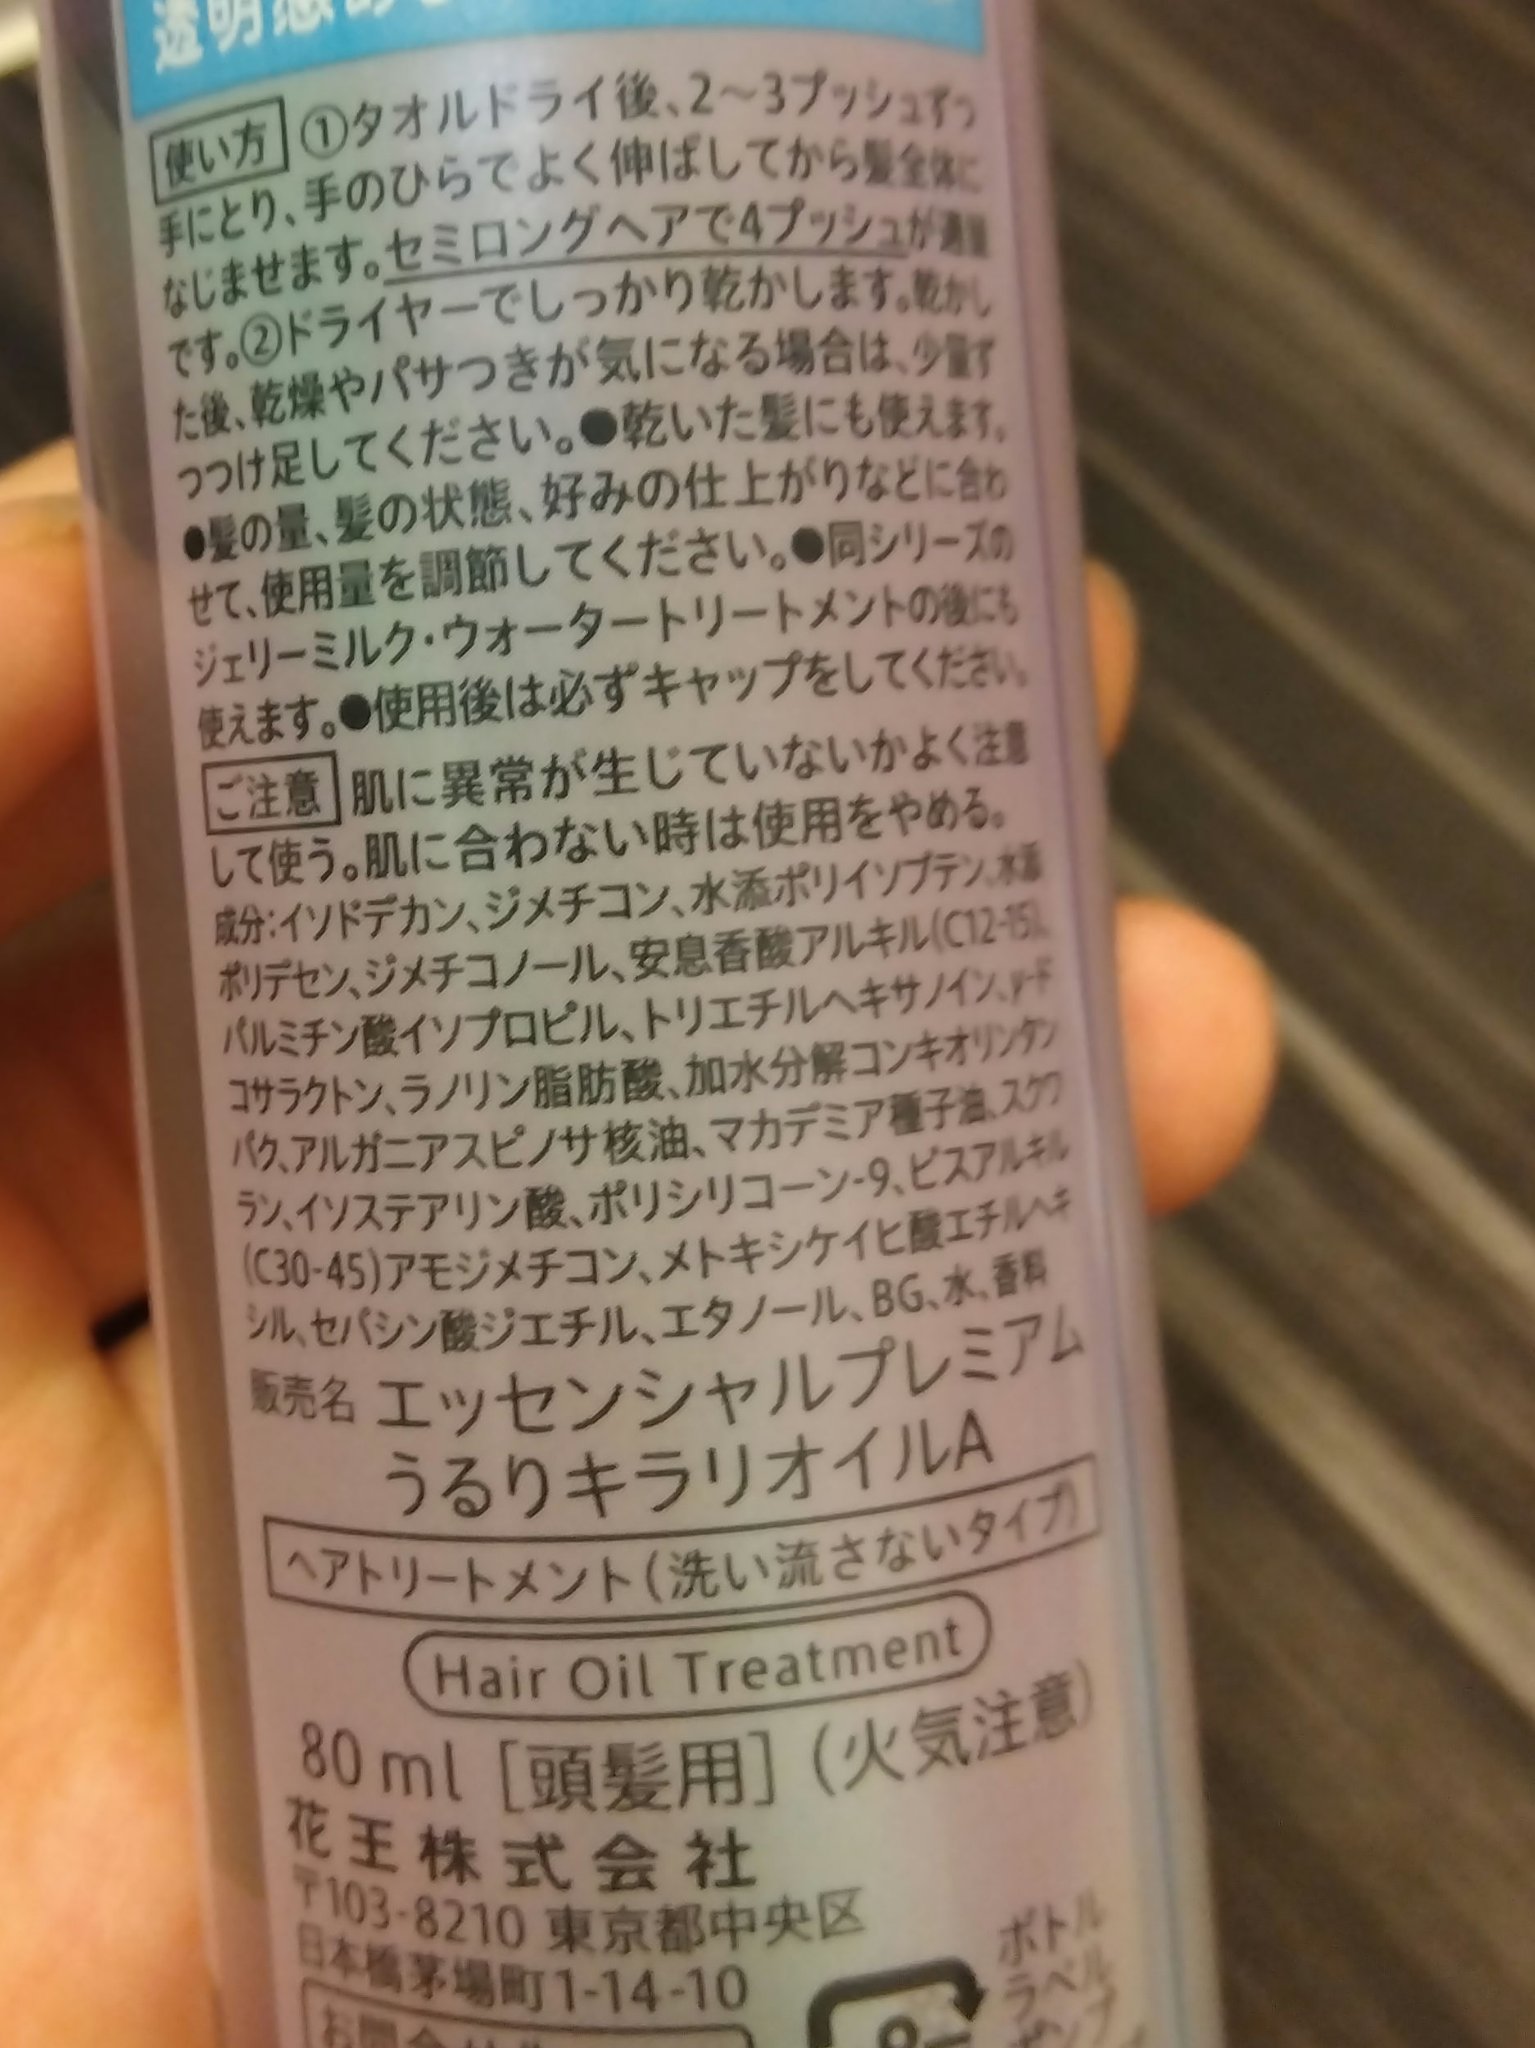 透明感
使い方 ①タオルドライ後、2〜3プッシュずつ
手にとり、手のひらでよく伸ばしてから髪全体に
なじませます。セミロングヘアで4プッシュが適量
です。②ドライヤーでしっかり乾かします。乾かし
た後、乾燥やパサつきが気になる場合は、少量ず
つつけ足してください。●乾いた髪にも使えます。
●髪の量、髪の状態、好みの仕上がりなどに合わ
せて、使用量を調節してください。●同シリーズの
ジェリーミルク・ウォータートリートメントの後にも
使えます。●使用後は必ずキャップをしてください。
ご注意 肌に異常が生じていないかよく注意
して使う。肌に合わない時は使用をやめる。
成分:イソドデカン、ジメチコン、水添ポリイソブテン、水添
ポリデセン、ジメチコノール、安息香酸アルキル(C12-15)、
パルミチン酸イソプロピル、トリエチルヘキサノイン、γ-ド
コサラクトン、ラノリン脂肪酸、加水分解コンキオリンタン
パク、アルガニアスピノサ核油、マカデミア種子油、スクワ
ラン、イソステアリン酸、ポリシリコーン-9、ビスアルキル
(C30-45)アモジメチコン、メトキシケイヒ酸エチルヘキ
シル、セバシン酸ジエチル、エタノール、BG、水、香料
販売名 エッセンシャルプレミアム
うるりキラリオイルA
ヘアトリートメント(洗い流さないタイプ)
Hair Oil Treatment
80ml [頭髪用] (火気注意)
花王株式会社
〒103-8210 東京都中央区
日本橋茅場町1-14-10
ボトル
ラベル
ポンプ